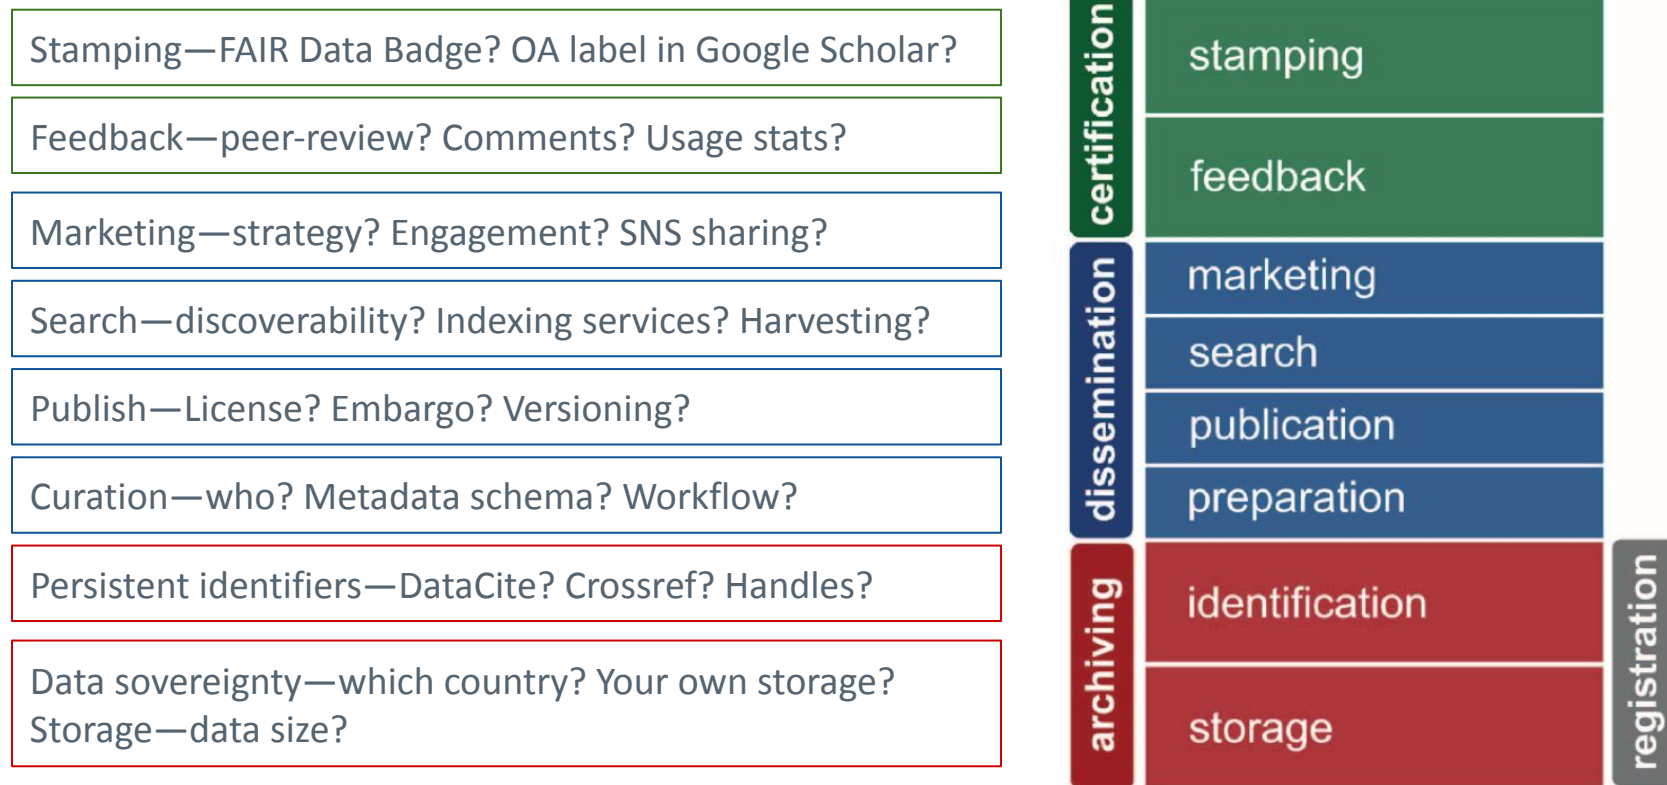 Stamping—FAIR Data Badge? OA label in Google Scholar?
Feedback—peer-review? Comments? Usage stats?
Marketing—strategy? Engagement? SNS sharing?
Search—discoverability? Indexing services? Harvesting?
Publish—License? Embargo? Versioning?
Curation—who? Metadata schema? Workflow?
Persistent identifiers—DataCite? Crossref? Handles?
Data sovereignty—which country? Your own storage?
Storage—data size?
certification
stamping
feedback
dissemination
marketing
search
publication
preparation
archiving
identification
storage
registration